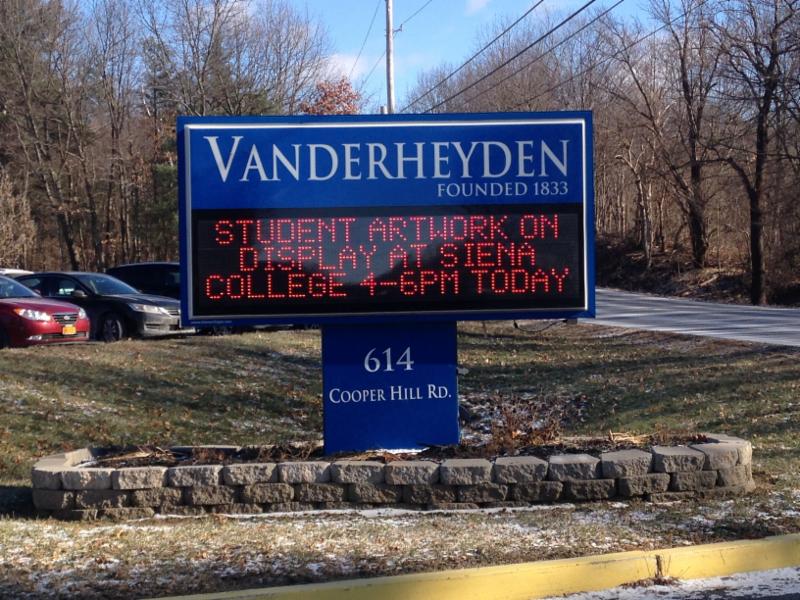 VANDERHEYDEN
FOUNDED 1833
STUDENT ARTWORK ON
DISPLAY AT SIENA
COLLEGE 4-6PM TODAY
614
COOPER HILL RD.